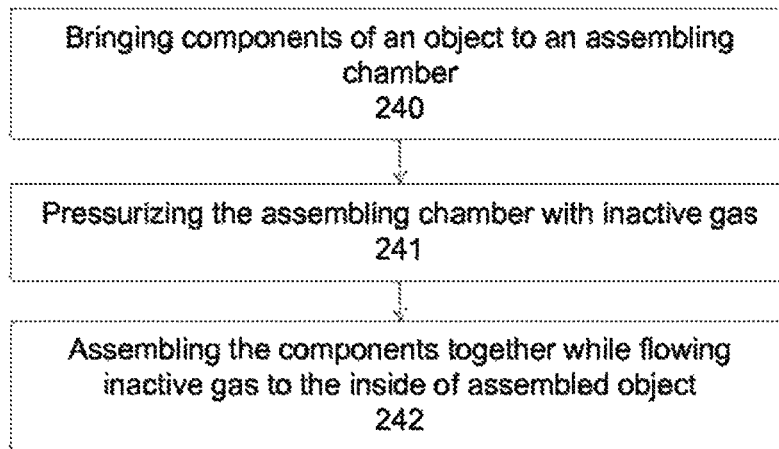 Bringing components of an object to an assembling
chamber
240
Pressurizing the assembling chamber with inactive gas
241
Assembling the components together while flowing
inactive gas to the inside of assembled object
242